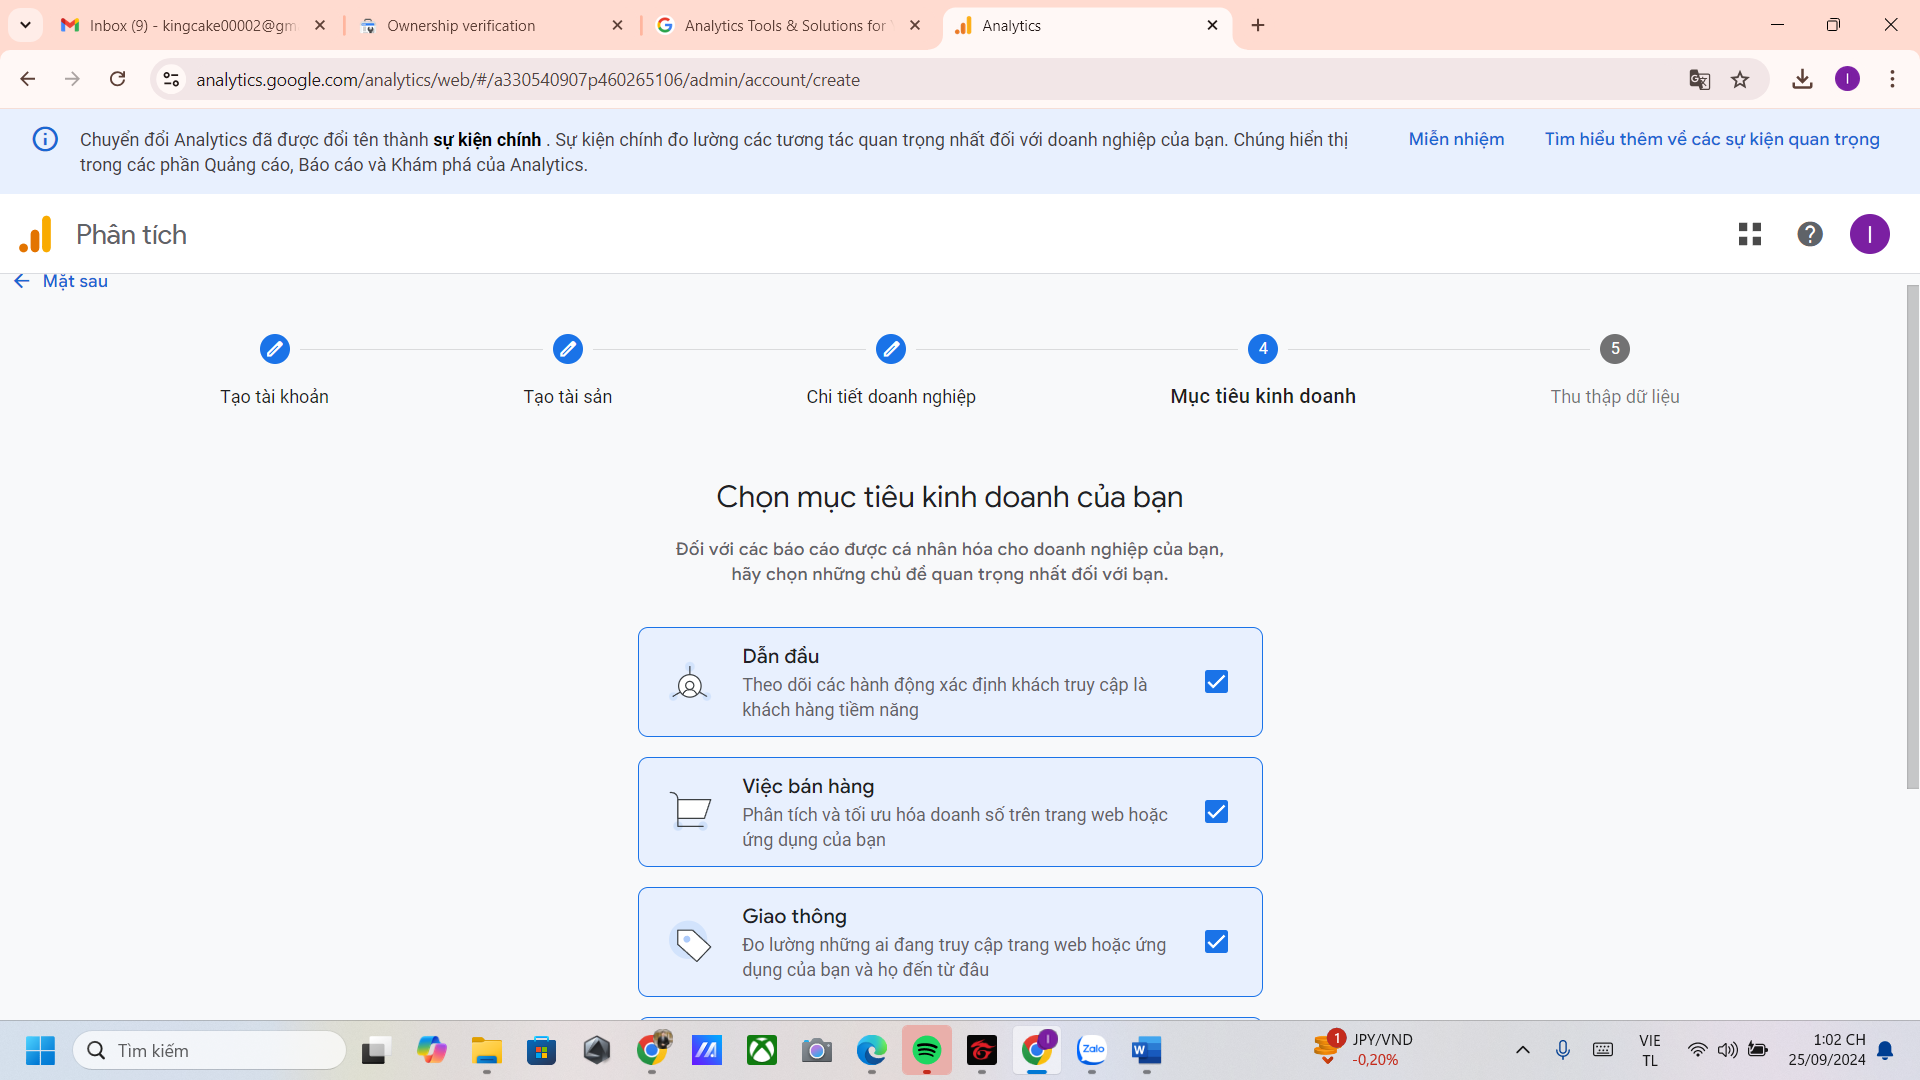 Inbox (9) - kingcake00002@gm
Ownership verification
Analytics Tools & Solutions for
Analytics
analytics.google.com/analytics/web/#/a330540907p460265106/admin/account/create
I
Chuyển đổi Analytics đã được đổi tên thành sự kiện chính . Sự kiện chính đo lường các tương tác quan trọng nhất đối với doanh nghiệp của bạn. Chúng hiển thị
trong các phần Quảng cáo, Báo cáo và Khám phá của Analytics.
Miễn nhiệm
Tìm hiểu thêm về các sự kiện quan trọng
Phân tích
I
Mặt sau
4
5
Tạo tài khoản
Tạo tài sản
Chi tiết doanh nghiệp
Mục tiêu kinh doanh
Thu thập dữ liệu
Chọn mục tiêu kinh doanh của bạn
Đối với các báo cáo được cá nhân hóa cho doanh nghiệp của bạn,
hãy chọn những chủ đề quan trọng nhất đối với bạn.
Dẫn đầu
Theo dõi các hành động xác định khách truy cập là
khách hàng tiềm năng
Việc bán hàng
Phân tích và tối ưu hóa doanh số trên trang web hoặc
ứng dụng của bạn
Giao thông
Đo lường những ai đang truy cập trang web hoặc ứng
dụng của bạn và họ đến từ đâu
Tìm kiếm
I
Zalo
1
JPY/VND
-0,20%
VIE
TL
1:02 CH
25/09/2024